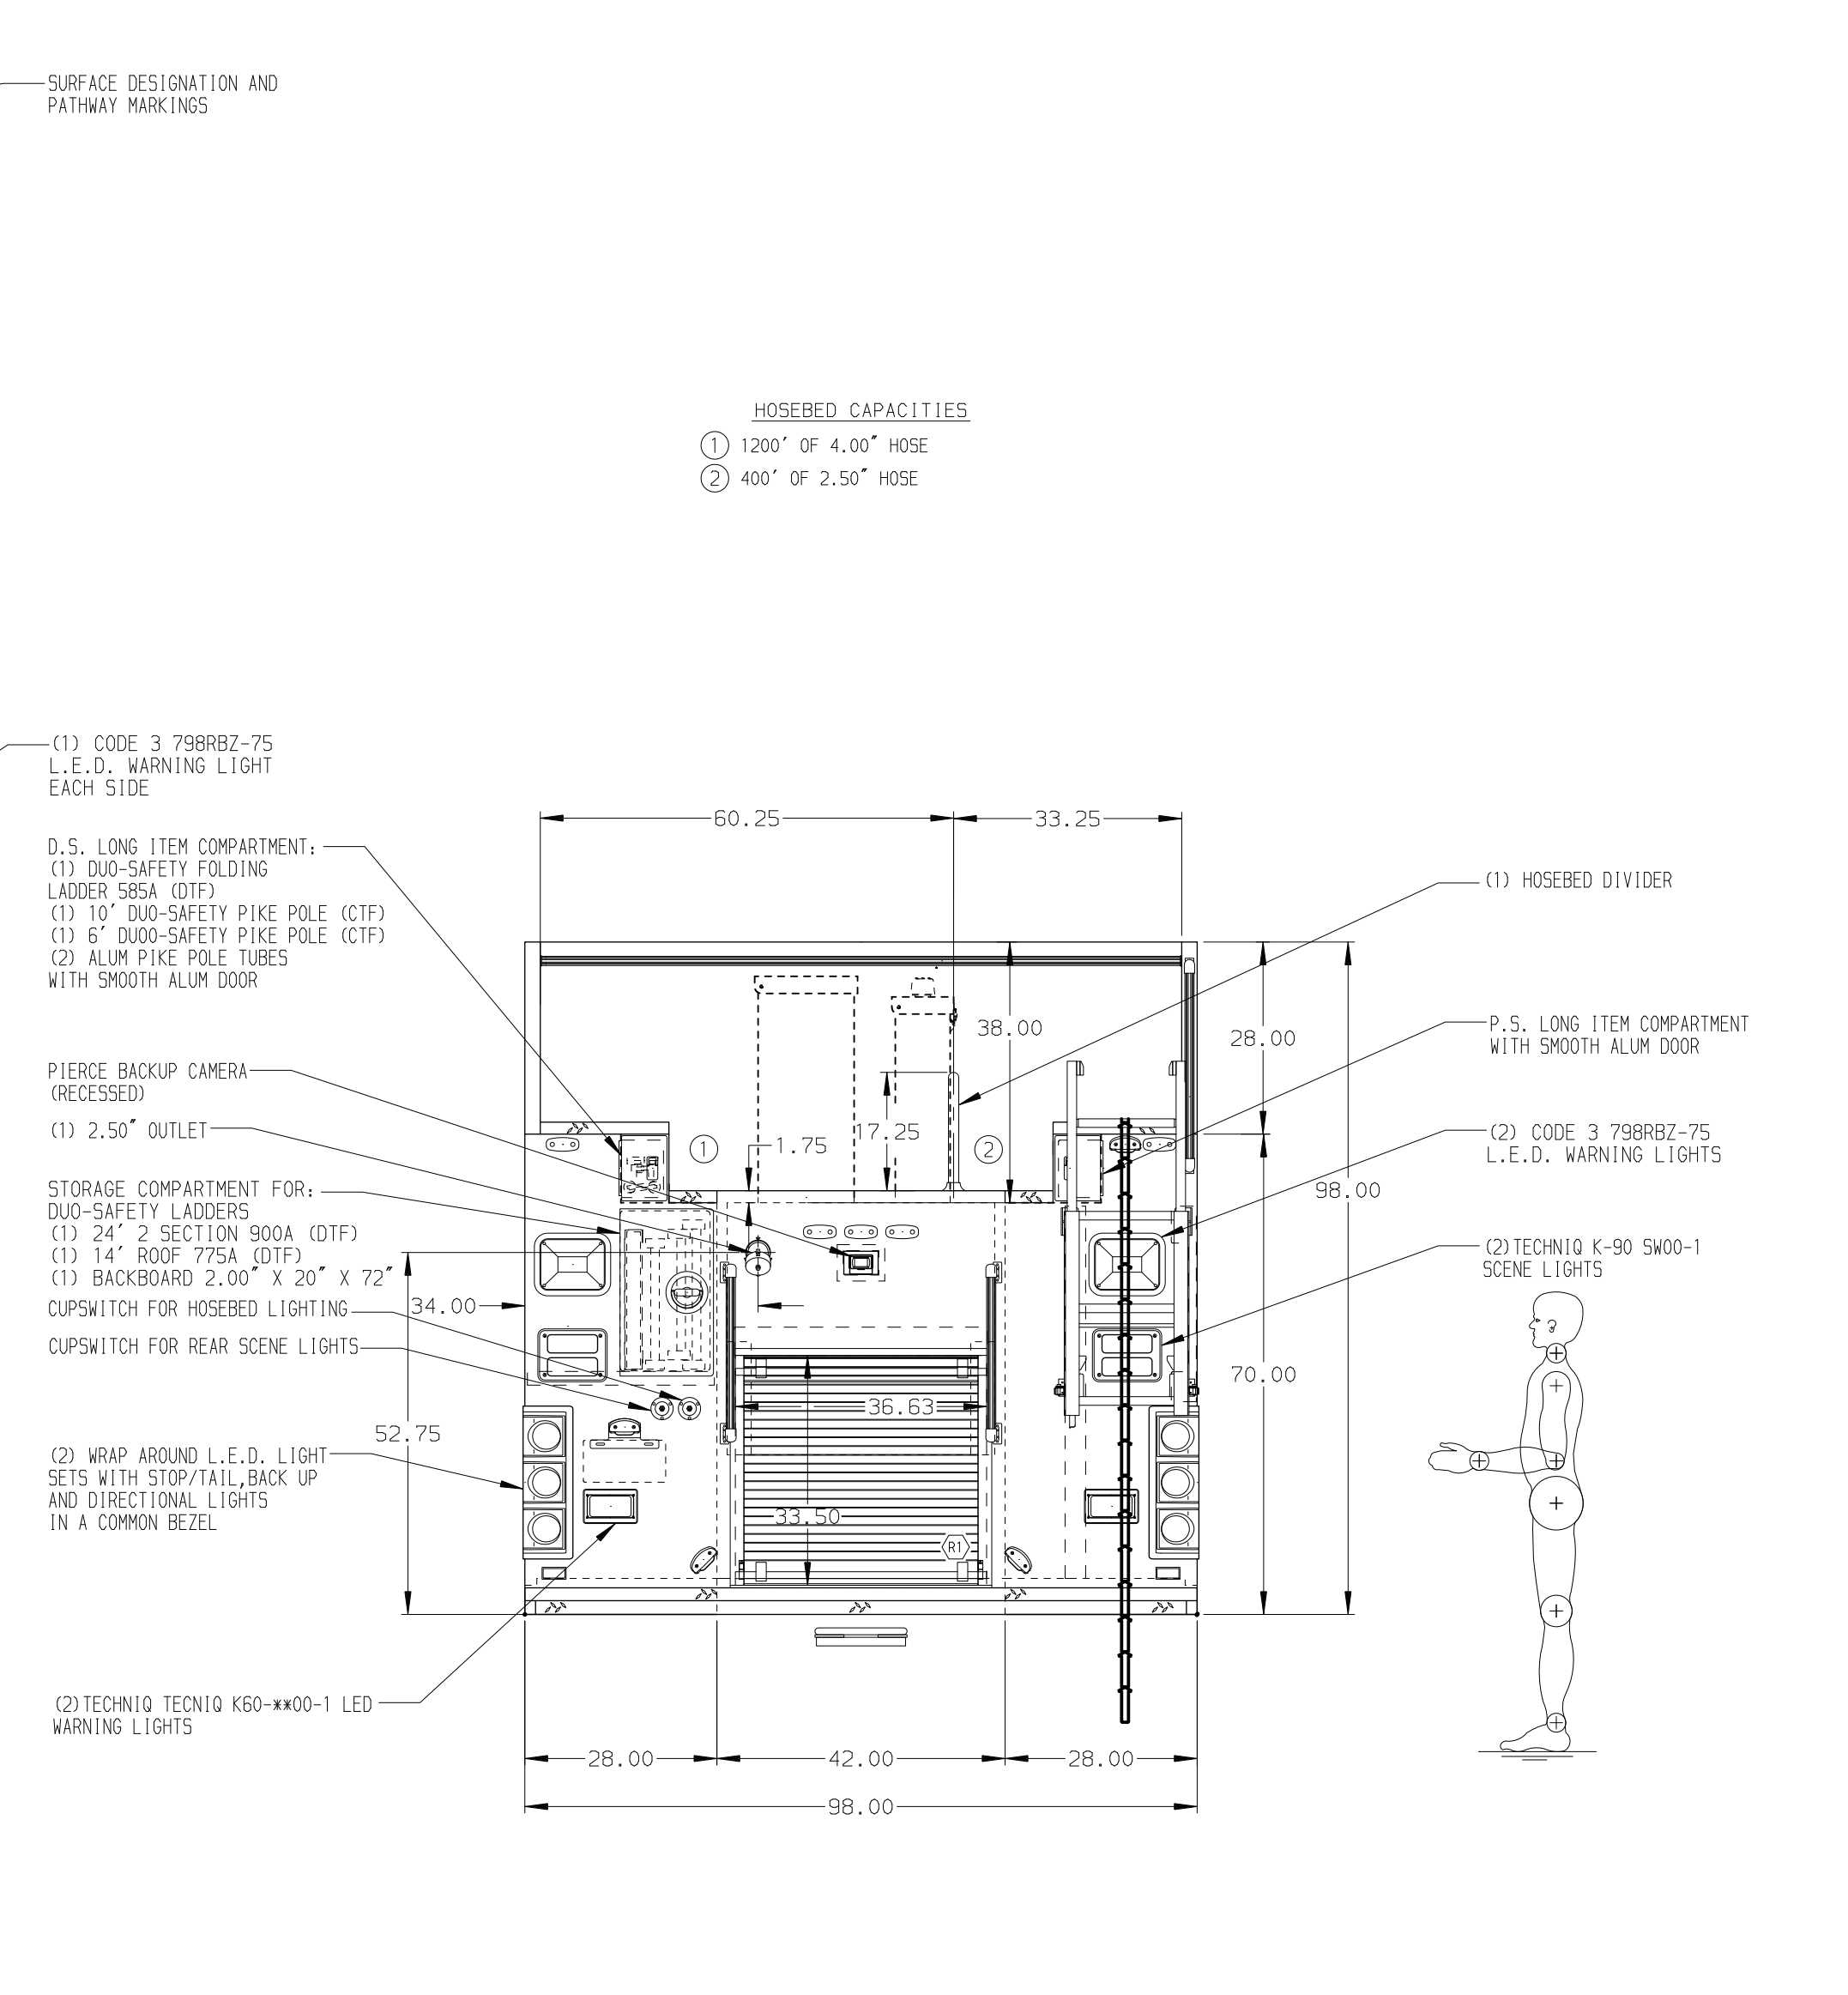 SURFACE DESIGNATION AND
PATHWAY MARKINGS
HOSEBED CAPACITIES
1 1200' OF 4.00" HOSE
2 400' OF 2.50" HOSE
(1) CODE 3 798RBZ-75
L.E.D. WARNING LIGHT
EACH SIDE
D.S. LONG ITEM COMPARTMENT:
(1) DUO-SAFETY FOLDING
LADDER 585A (DTF)
(1) 10' DUO-SAFETY PIKE POLE (CTF)
(1) 6' DUOO-SAFETY PIKE POLE (CTF)
(2) ALUM PIKE POLE TUBES
WITH SMOOTH ALUM DOOR
PIERCE BACKUP CAMERA
(RECESSED)
(1) 2.50" OUTLET
STORAGE COMPARTMENT FOR:
DUO-SAFETY LADDERS
(1) 24' 2 SECTION 900A (DTF)
(1) 14' ROOF 775A (DTF)
(1) BACKBOARD 2.00" X 20" X 72"
CUPSWITCH FOR HOSEBED LIGHTING
CUPSWITCH FOR REAR SCENE LIGHTS
(2) WRAP AROUND L.E.D. LIGHT
SETS WITH STOP/TAIL,BACK UP
AND DIRECTIONAL LIGHTS
IN A COMMON BEZEL
(2)TECHNIQ TECNIQ K60-**00-1 LED
WARNING LIGHTS
60.25
33.25
38.00
28.00
17.25
1.75
1
2
98.00
34.00
70.00
36.63
52.75
33.50
R1
28.00
42.00
28.00
98.00
(1) HOSEBED DIVIDER
P.S. LONG ITEM COMPARTMENT
WITH SMOOTH ALUM DOOR
(2) CODE 3 798RBZ-75
L.E.D. WARNING LIGHTS
(2)TECHNIQ K-90 SW00-1
SCENE LIGHTS